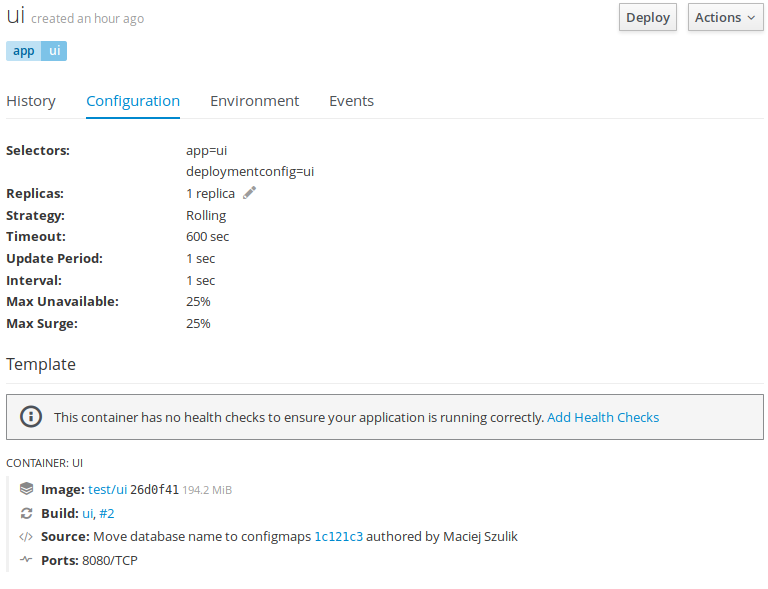 ui created an hour ago Deploy Actions
app ui
History Configuration Environment Events
Selectors: app=ui
deploymentconfig=ui
Replicas: 1 replica
Strategy: Rolling
Timeout: 600 sec
Update Period: 1 sec
Interval: 1 sec
Max Unavailable: 25%
Max Surge: 25%
Template
This container has no health checks to ensure your application is running correctly. Add Health Checks
CONTAINER: UI
Image: test/ui 26d0f41 194.2 MiB
Build: ui, #2
</> Source: Move database name to configmaps 1c121c3 authored by Maciej Szulik
Ports: 8080/TCP